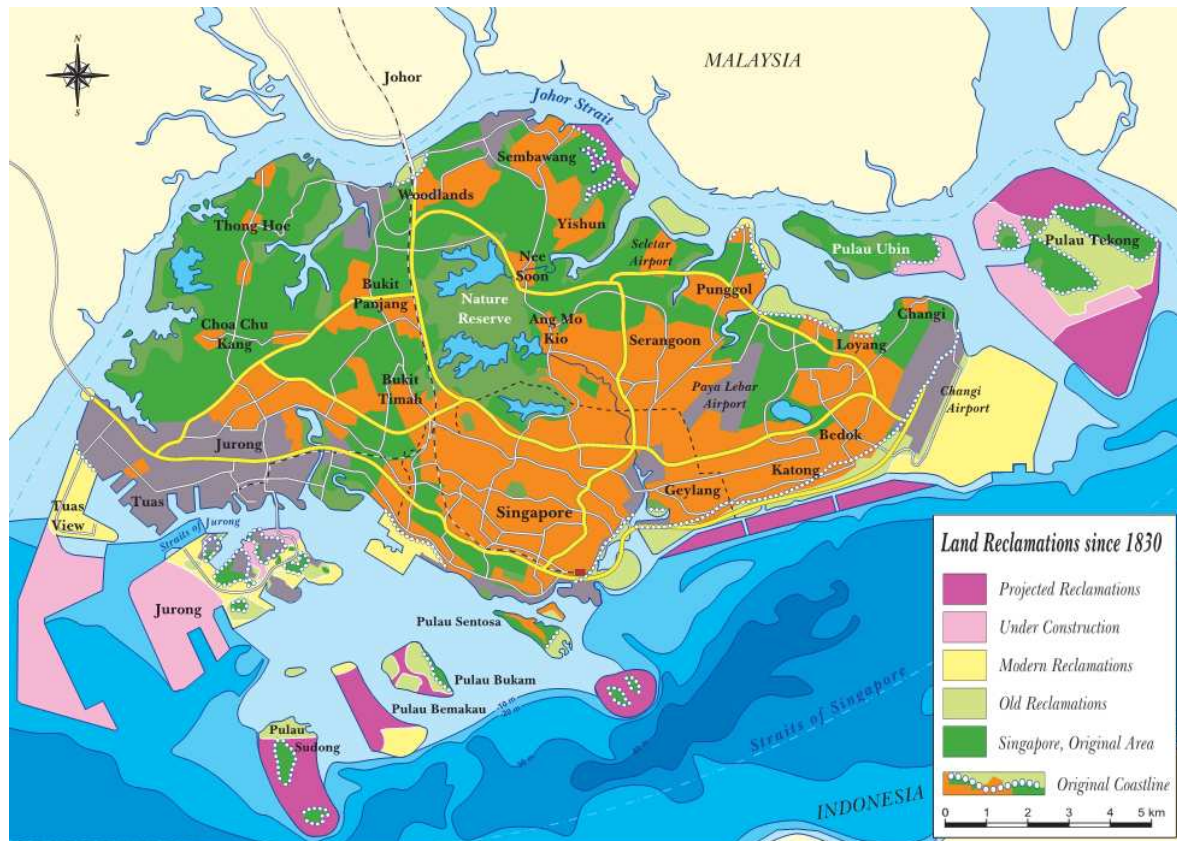 N
S
MALAYSIA
Johor
Johor Strait
Sembawang
Woodlands
Thong Hoe
Yishun
Pulau Ubin
Pulau Tekong
Seletar
Airport
Nee
Soon
Bukit
Panjang
Punggol
Nature
Reserve
Changi
Choa Chu
Kang
Ang Mo
Kio
Serangoon
Loyang
Bukit
Timah
Paya Lebar
Airport
Changi
Airport
Jurong
Bedok
Katong
Geylang
Tuas
Tuas
View
Singapore
Straits of Jurong
Jurong
Pulau Sentosa
Pulau Bukam
Pulau Bemakau
-10 m
-20 m
Pulau
Sudong
Straits of Singapore
INDONESIA
Land Reclamations since 1830
Projected Reclamations
Under Construction
Modern Reclamations
Old Reclamations
Singapore, Original Area
Original Coastline
0 1 2 3 4 5 km